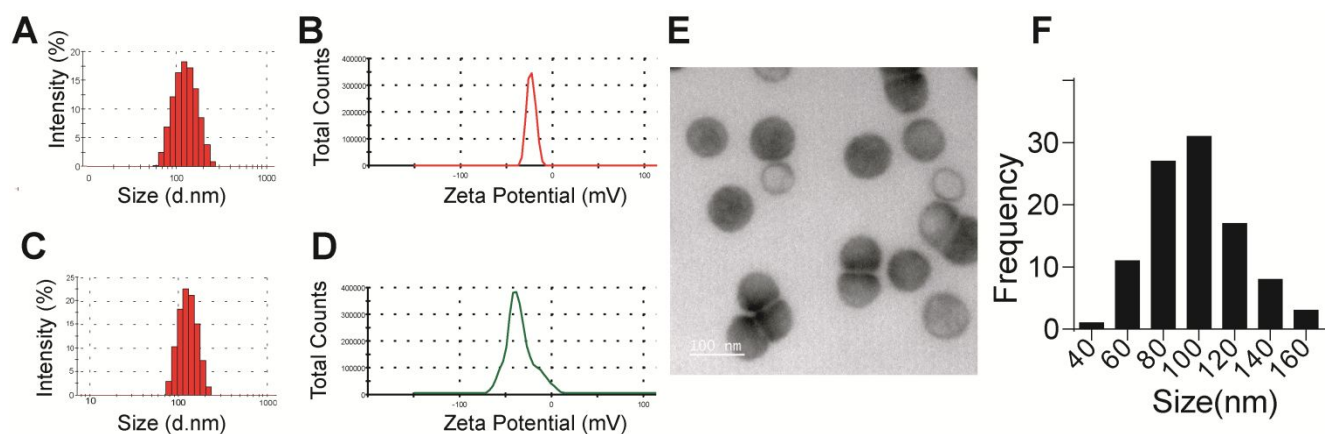 A
Intensity (%)
20
15
10
5
0
0 100 1000
Size (d.nm)
B
Total Counts
400000
300000
200000
100000
0
-100 0 100
Zeta Potential (mV)
C
Intensity (%)
25
20
15
10
5
0
10 100 1000
Size (d.nm)
D
Total Counts
400000
300000
200000
100000
0
-100 0 100
Zeta Potential (mV)
E
100 nm
F
Frequency
30
20
10
0
40 60 80 100 120 140 160
Size(nm)